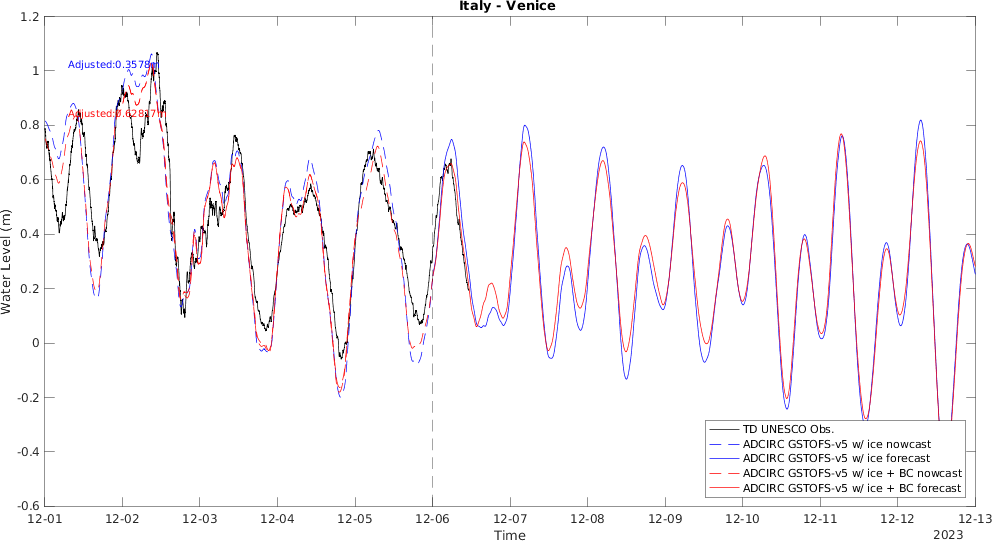 Italy - Venice
Water Level (m)
1.2
1
0.8
0.6
0.4
0.2
0
-0.2
-0.4
-0.6
Adjusted:0.3578m
TD UNESCO Obs.
ADCIRC GSTOFS-v5 w/ ice nowcast
ADCIRC GSTOFS-v5 w/ ice forecast
ADCIRC GSTOFS-v5 w/ ice + BC nowcast
ADCIRC GSTOFS-v5 w/ ice + BC forecast
12-01 12-02 12-03 12-04 12-05 12-06 12-07 12-08 12-09 12-10 12-11 12-12 12-13
Time
2023